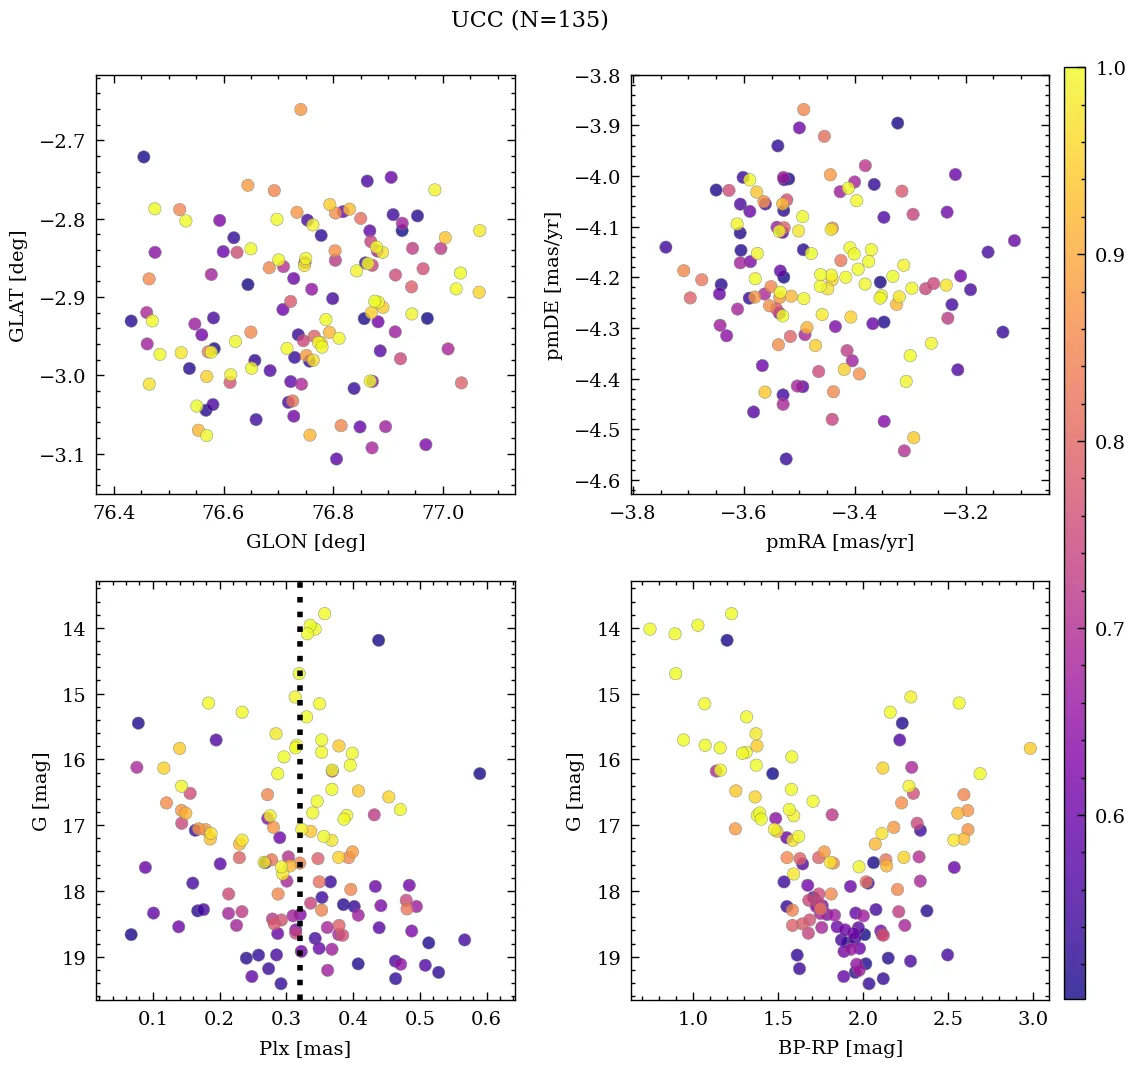 UCC (N=135)
−2.7
−2.8
−2.9
−3.0
−3.1
GLAT [deg]
76.4 76.6 76.8 77.0
GLON [deg]
−3.8
−3.9
−4.0
−4.1
−4.2
−4.3
−4.4
−4.5
−4.6
pmDE [mas/yr]
−3.8 −3.6 −3.4 −3.2
pmRA [mas/yr]
14
15
16
17
18
19
G [mag]
0.1 0.2 0.3 0.4 0.5 0.6
Plx [mas]
14
15
16
17
18
19
G [mag]
1.0 1.5 2.0 2.5 3.0
BP-RP [mag]
1.0
0.9
0.8
0.7
0.6